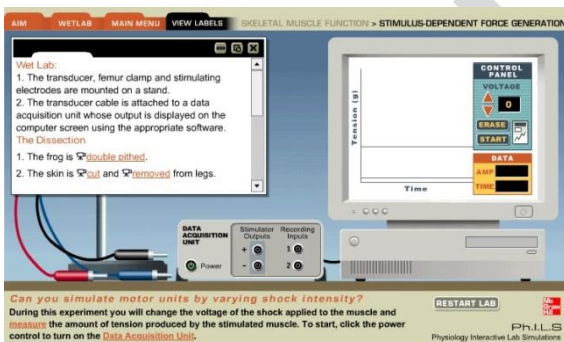 AIM WETLAB MAIN MENU VIEW LABELS SKELETAL MUSCLE FUNCTION > STIMULUS-DEPENDENT FORCE GENERATION
Wet Lab:
1. The transducer, femur clamp and stimulating
electrodes are mounted on a stand.
2. The transducer cable is attached to a data
acquisition unit whose output is displayed on the
computer screen using the appropriate software.
The Dissection
1. The frog is double pithed.
2. The skin is cut and removed from legs.
Tension (g)
Time
CONTROL
PANEL
VOLTAGE
0
ERASE
START
DATA
AMP
TIME
DATA
ACQUISITION
UNIT
Power
Stimulator
Outputs
+
-
Recording
Inputs
1
2
Can you simulate motor units by varying shock intensity?
During this experiment you will change the voltage of the shock applied to the muscle and
measure the amount of tension produced by the stimulated muscle. To start, click the power
control to turn on the Data Acquisition Unit.
RESTART LAB
Mc
Graw
Hill
Ph.I.L.S
Physiology Interactive Lab Simulations